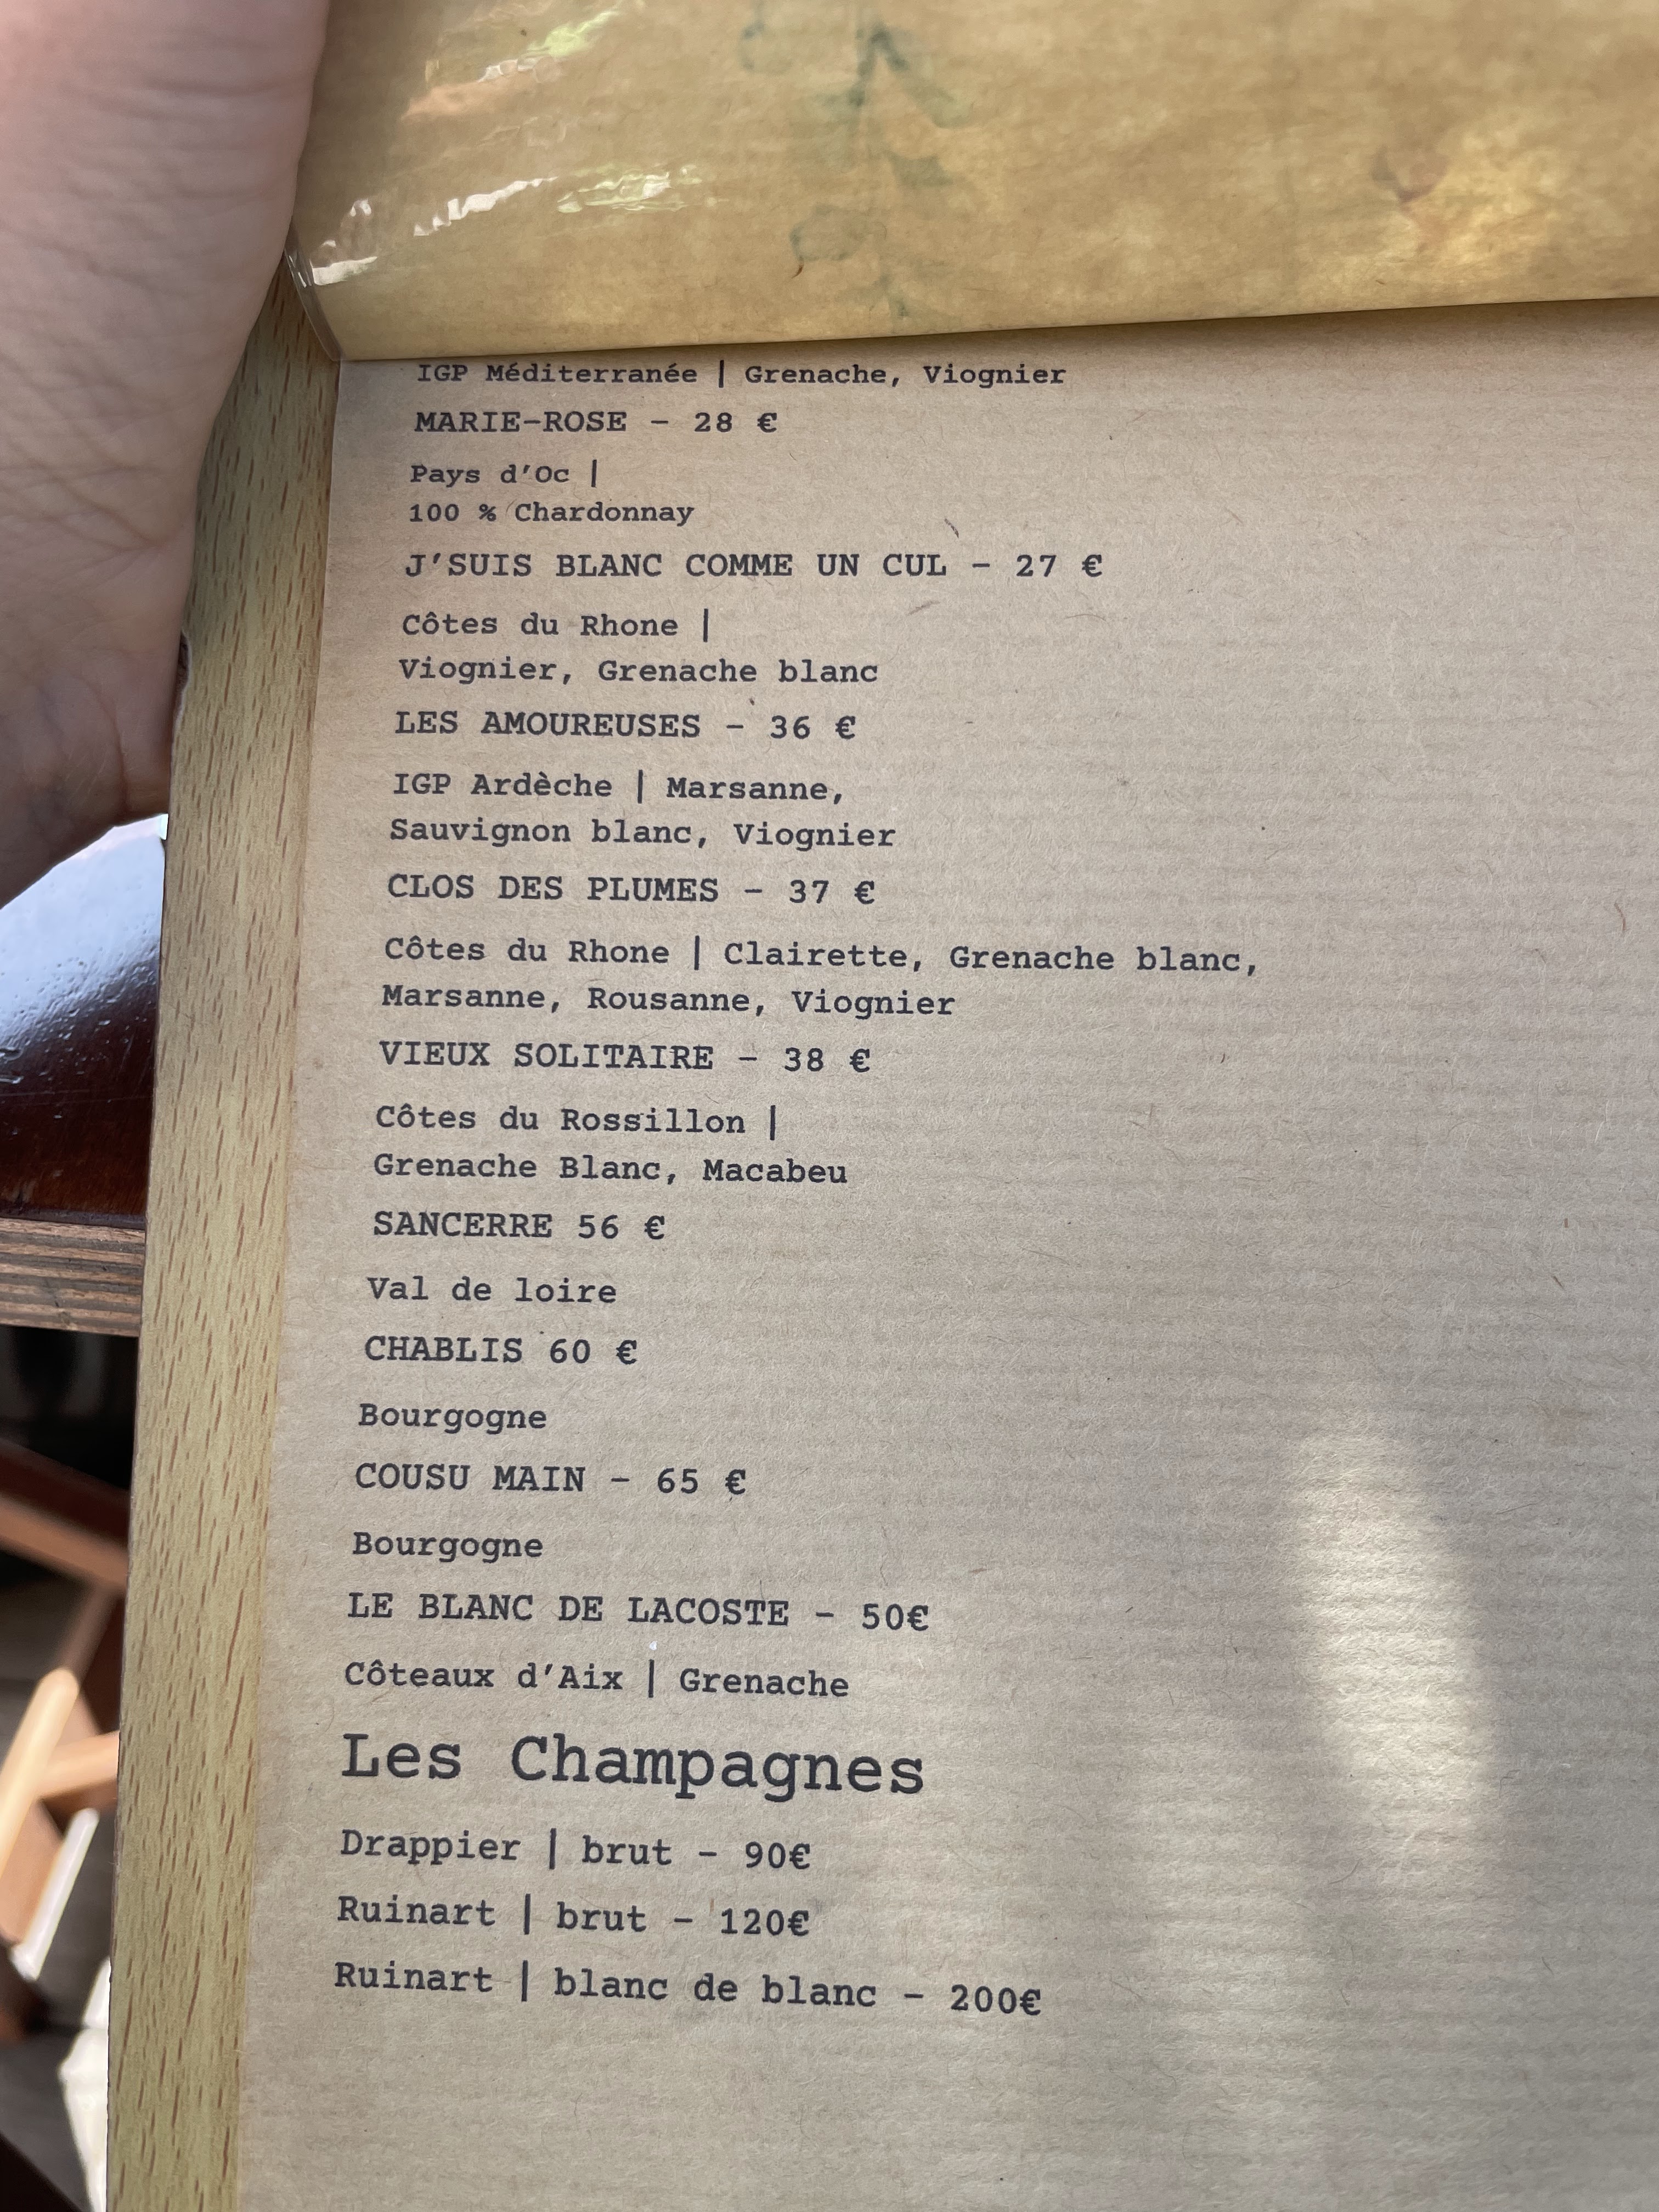 IGP Méditerranée | Grenache, Viognier
MARIE-ROSE - 28 €
Pays d'Oc |
100 % Chardonnay
J'SUIS BLANC COMME UN CUL - 27 €
Côtes du Rhone |
Viognier, Grenache blanc
LES AMOUREUSES - 36 €
IGP Ardèche | Marsanne,
Sauvignon blanc, Viognier
CLOS DES PLUMES - 37 €
Côtes du Rhone | Clairette, Grenache blanc,
Marsanne, Rousanne, Viognier
VIEUX SOLITAIRE - 38 €
Côtes du Rossillon |
Grenache Blanc, Macabeu
SANCERRE 56 €
Val de loire
CHABLIS 60 €
Bourgogne
COUSU MAIN - 65 €
Bourgogne
LE BLANC DE LACOSTE - 50€
Côteaux d'Aix | Grenache
Les Champagnes
Drappier | brut - 90€
Ruinart | brut - 120€
Ruinart | blanc de blanc - 200€